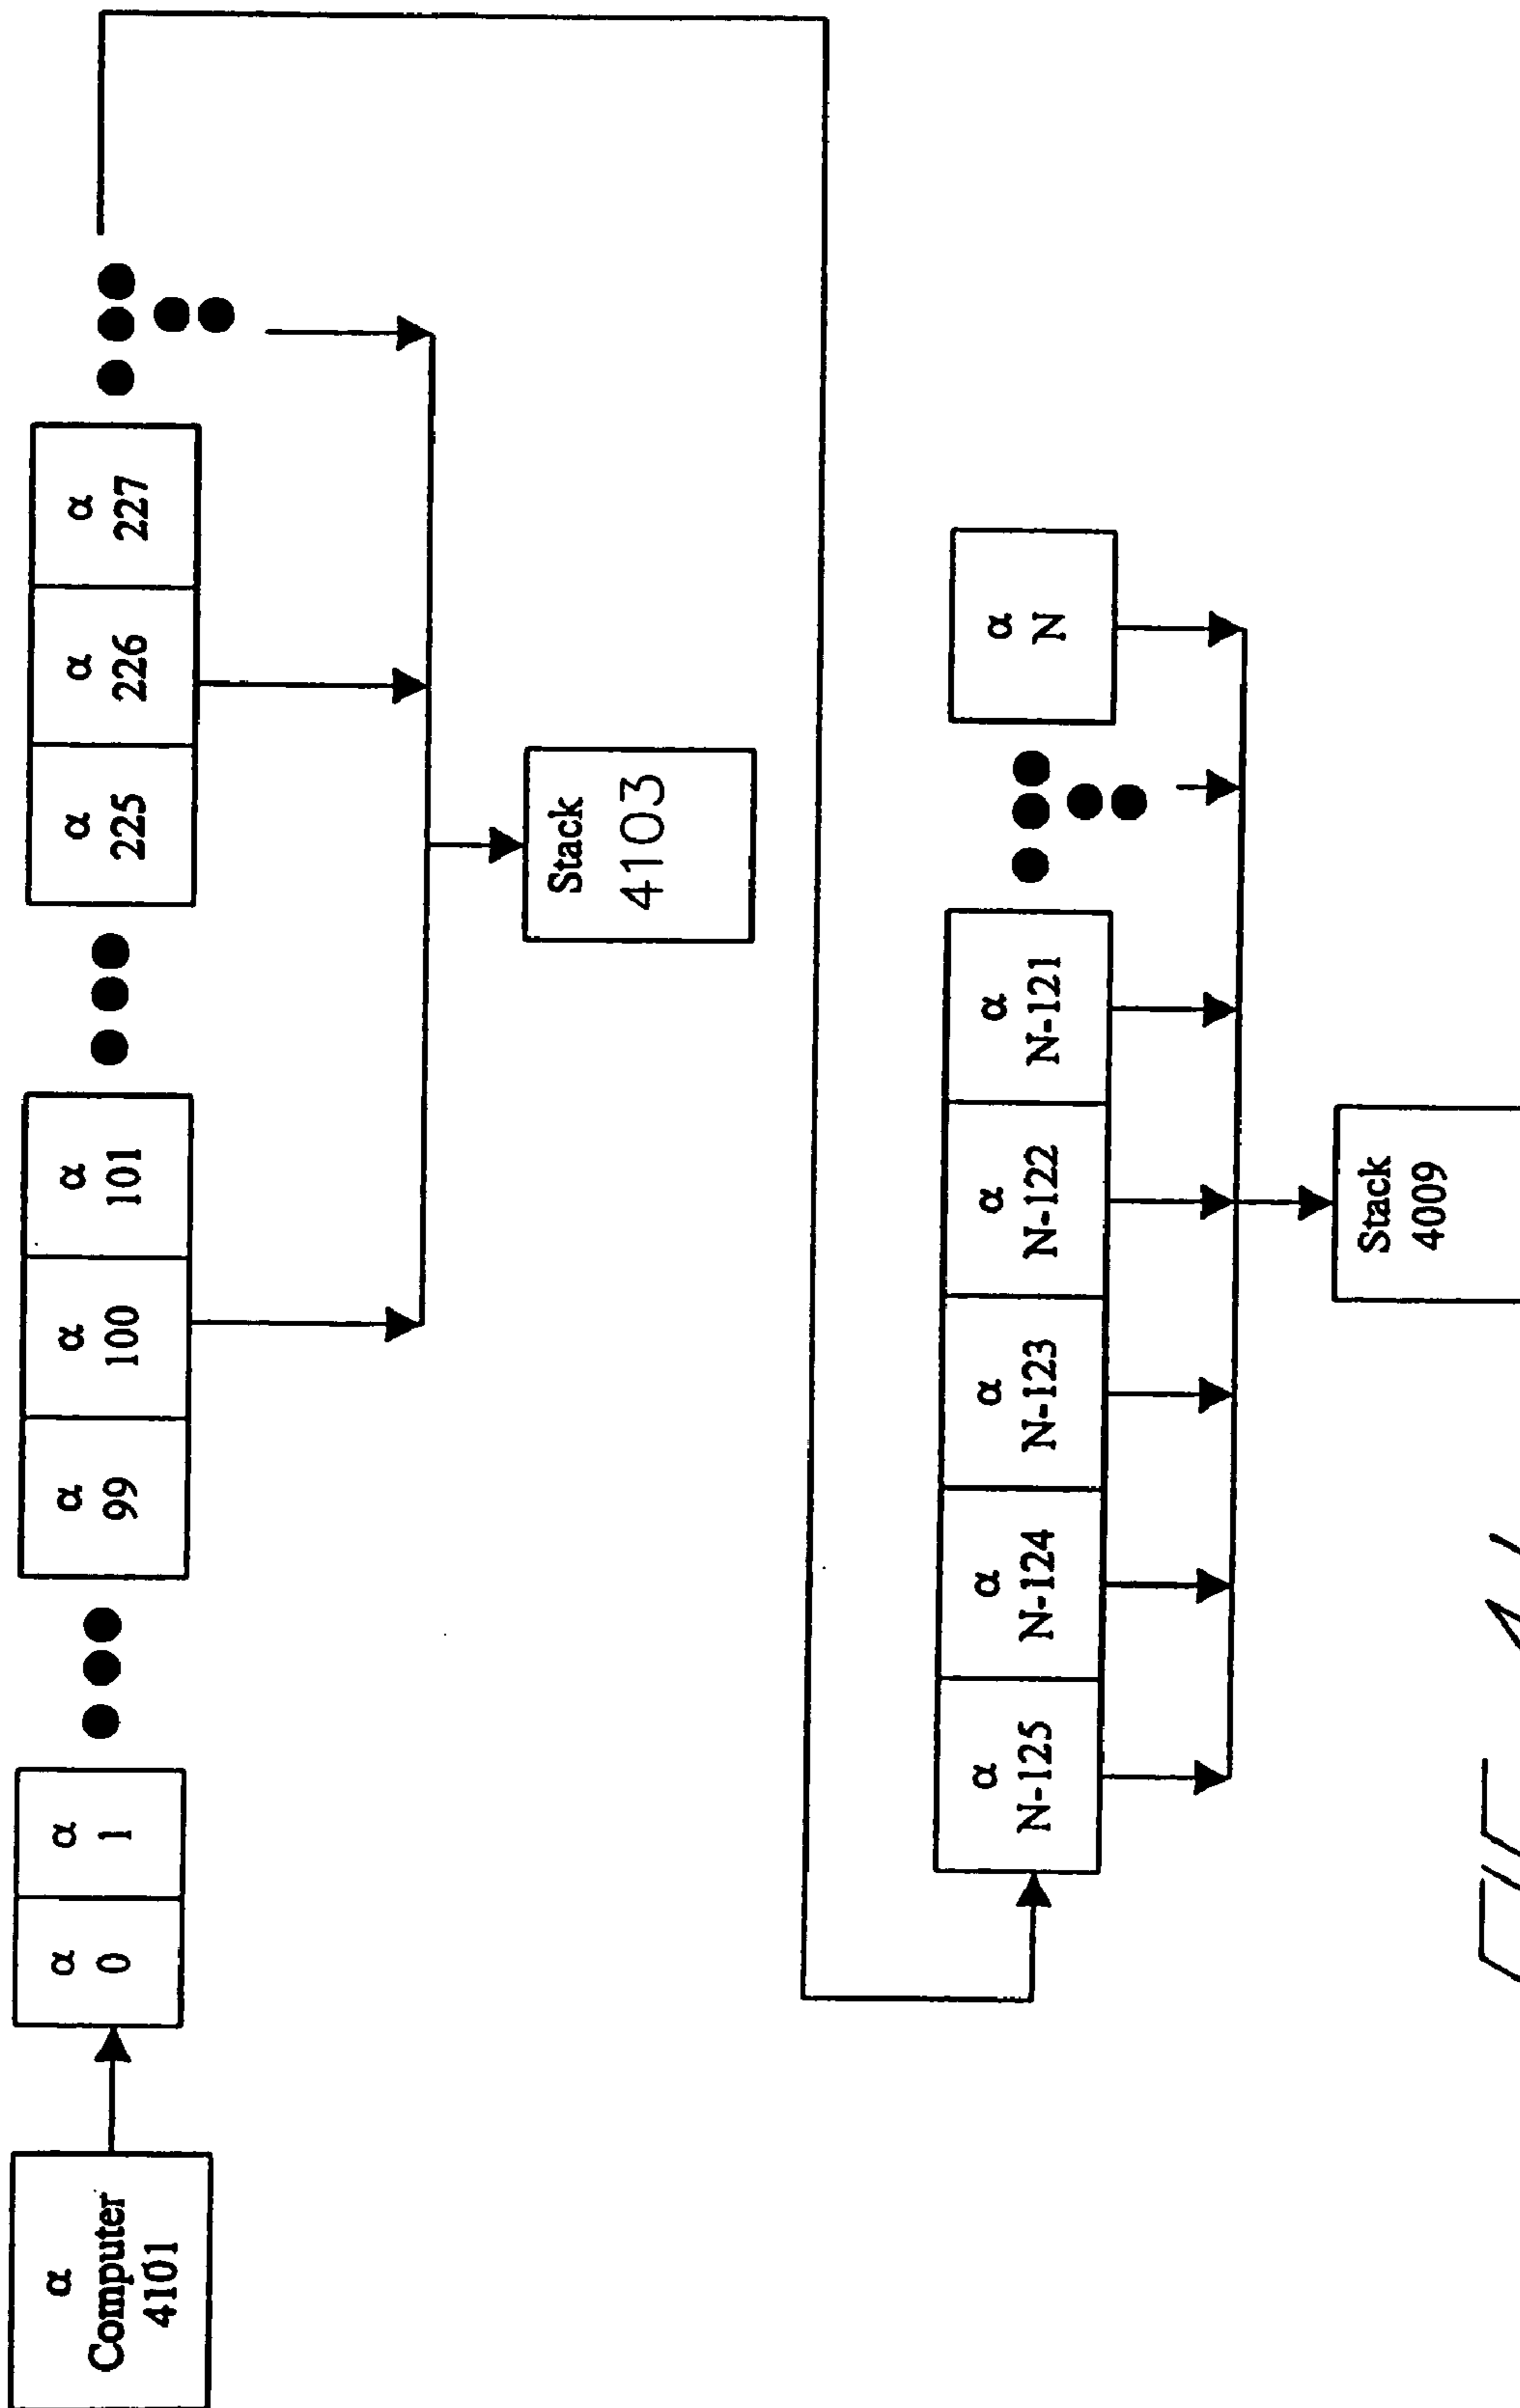 α
Computer
4101
α
0
α
1
α
99
α
100
α
101
α
225
α
226
α
227
Stack
4103
α
N-125
α
N-124
α
N-123
α
N-122
α
N-121
α
N
Stack
4009